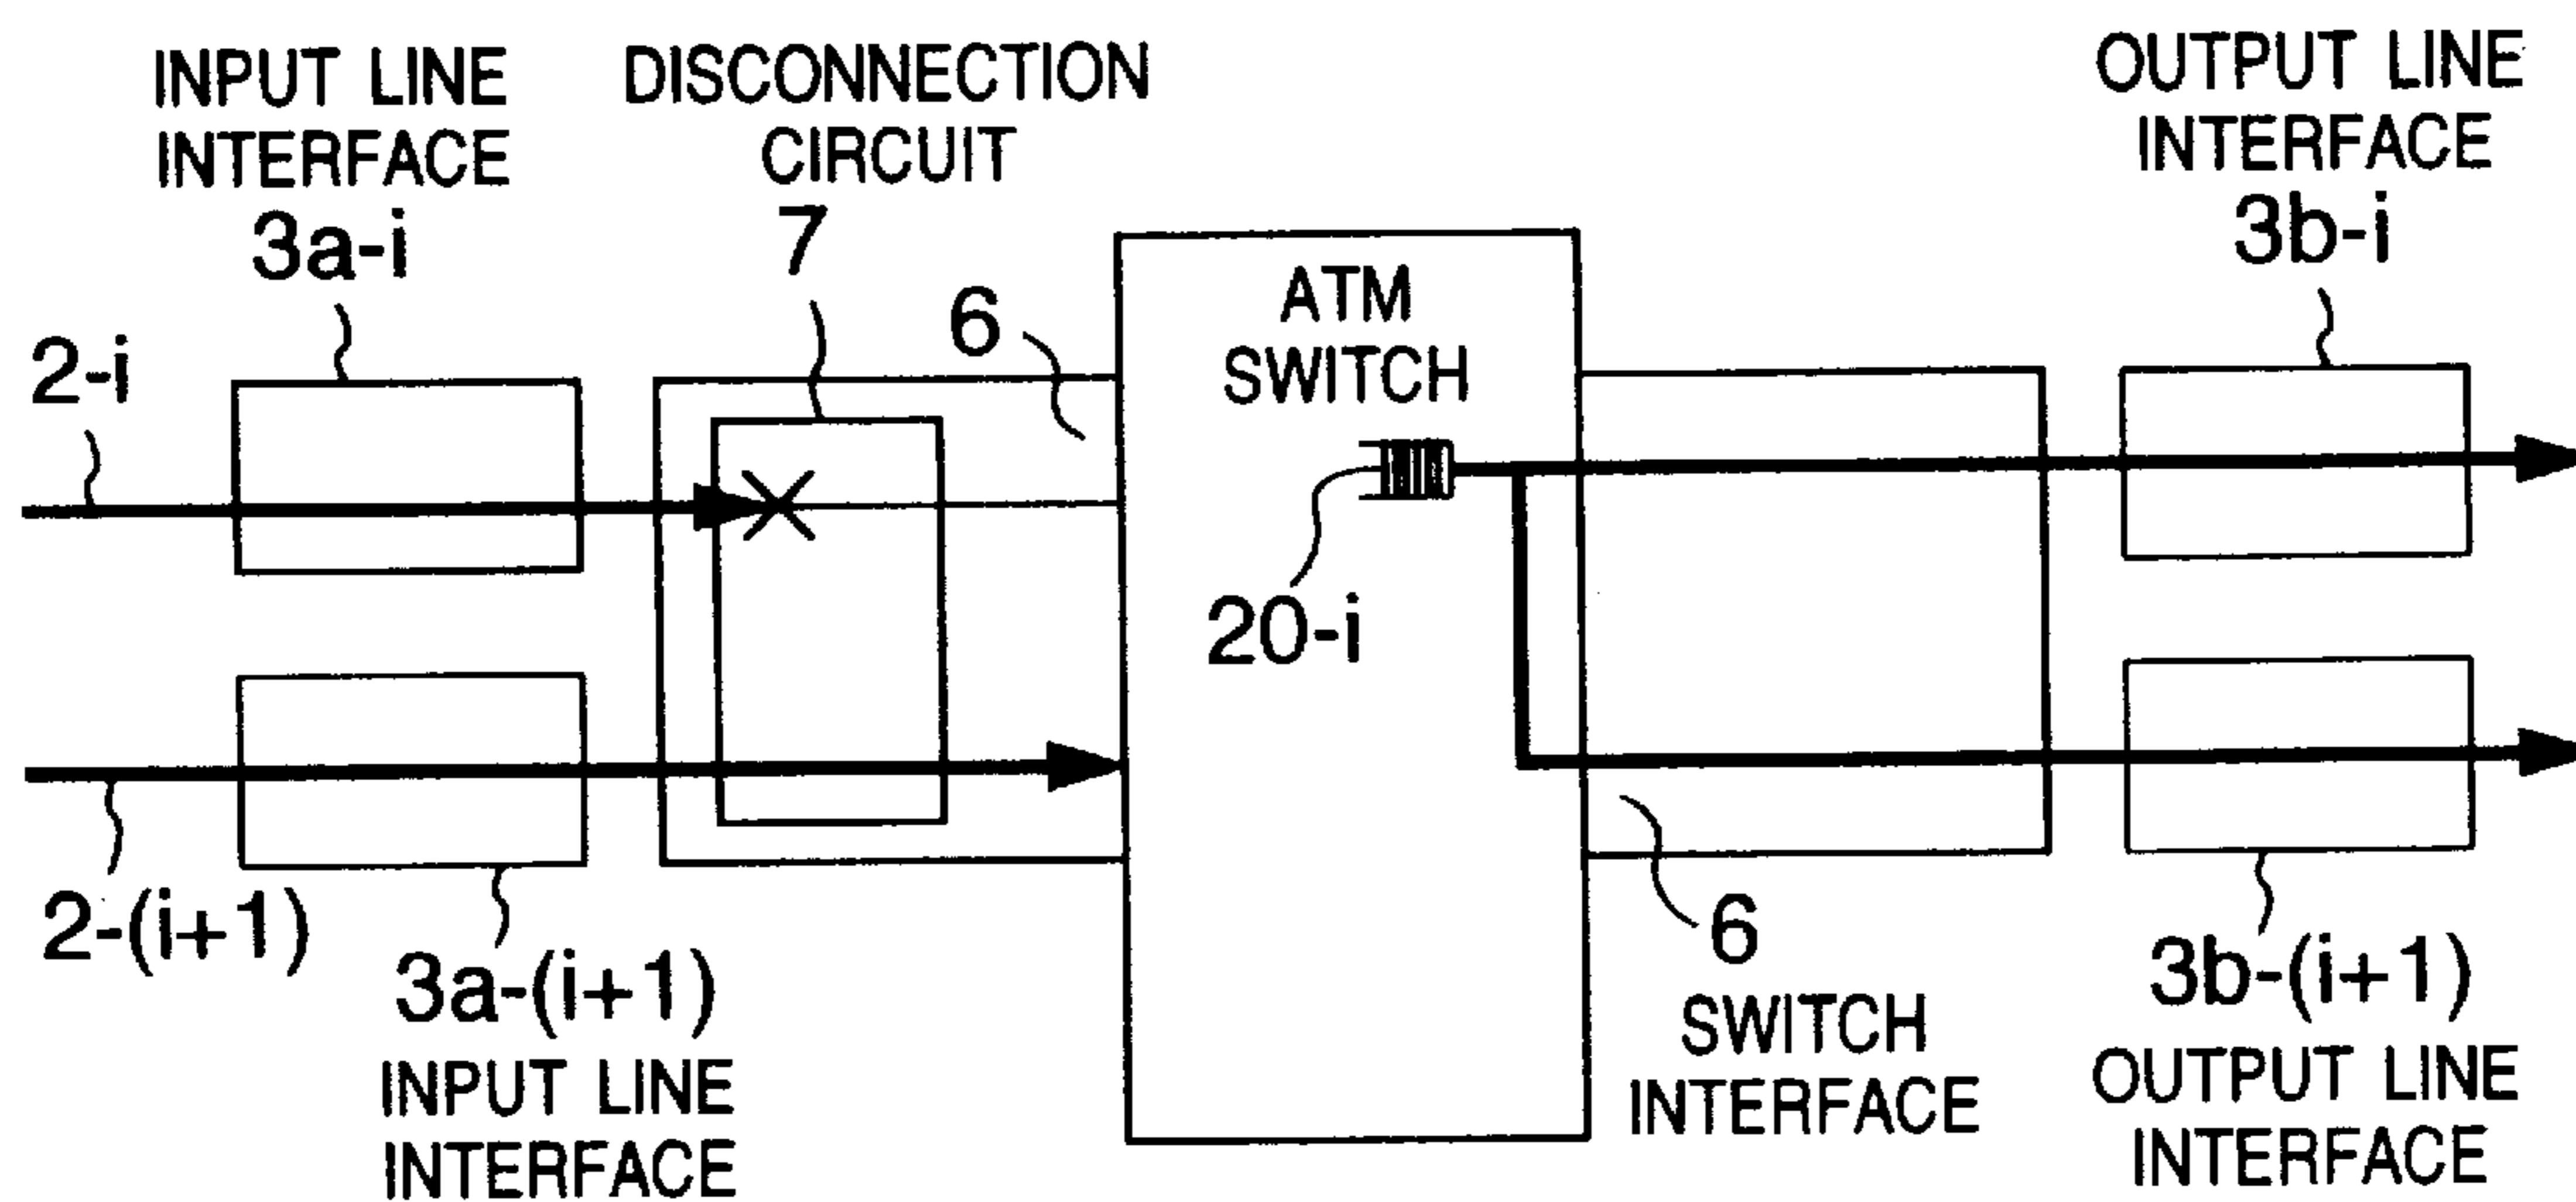 INPUT LINE
INTERFACE
3a-i
DISCONNECTION
CIRCUIT
7
OUTPUT LINE
INTERFACE
3b-i
2-i
6
ATM
SWITCH
20-i
2-(i+1)
3a-(i+1)
INPUT LINE
INTERFACE
6
SWITCH
INTERFACE
3b-(i+1)
OUTPUT LINE
INTERFACE